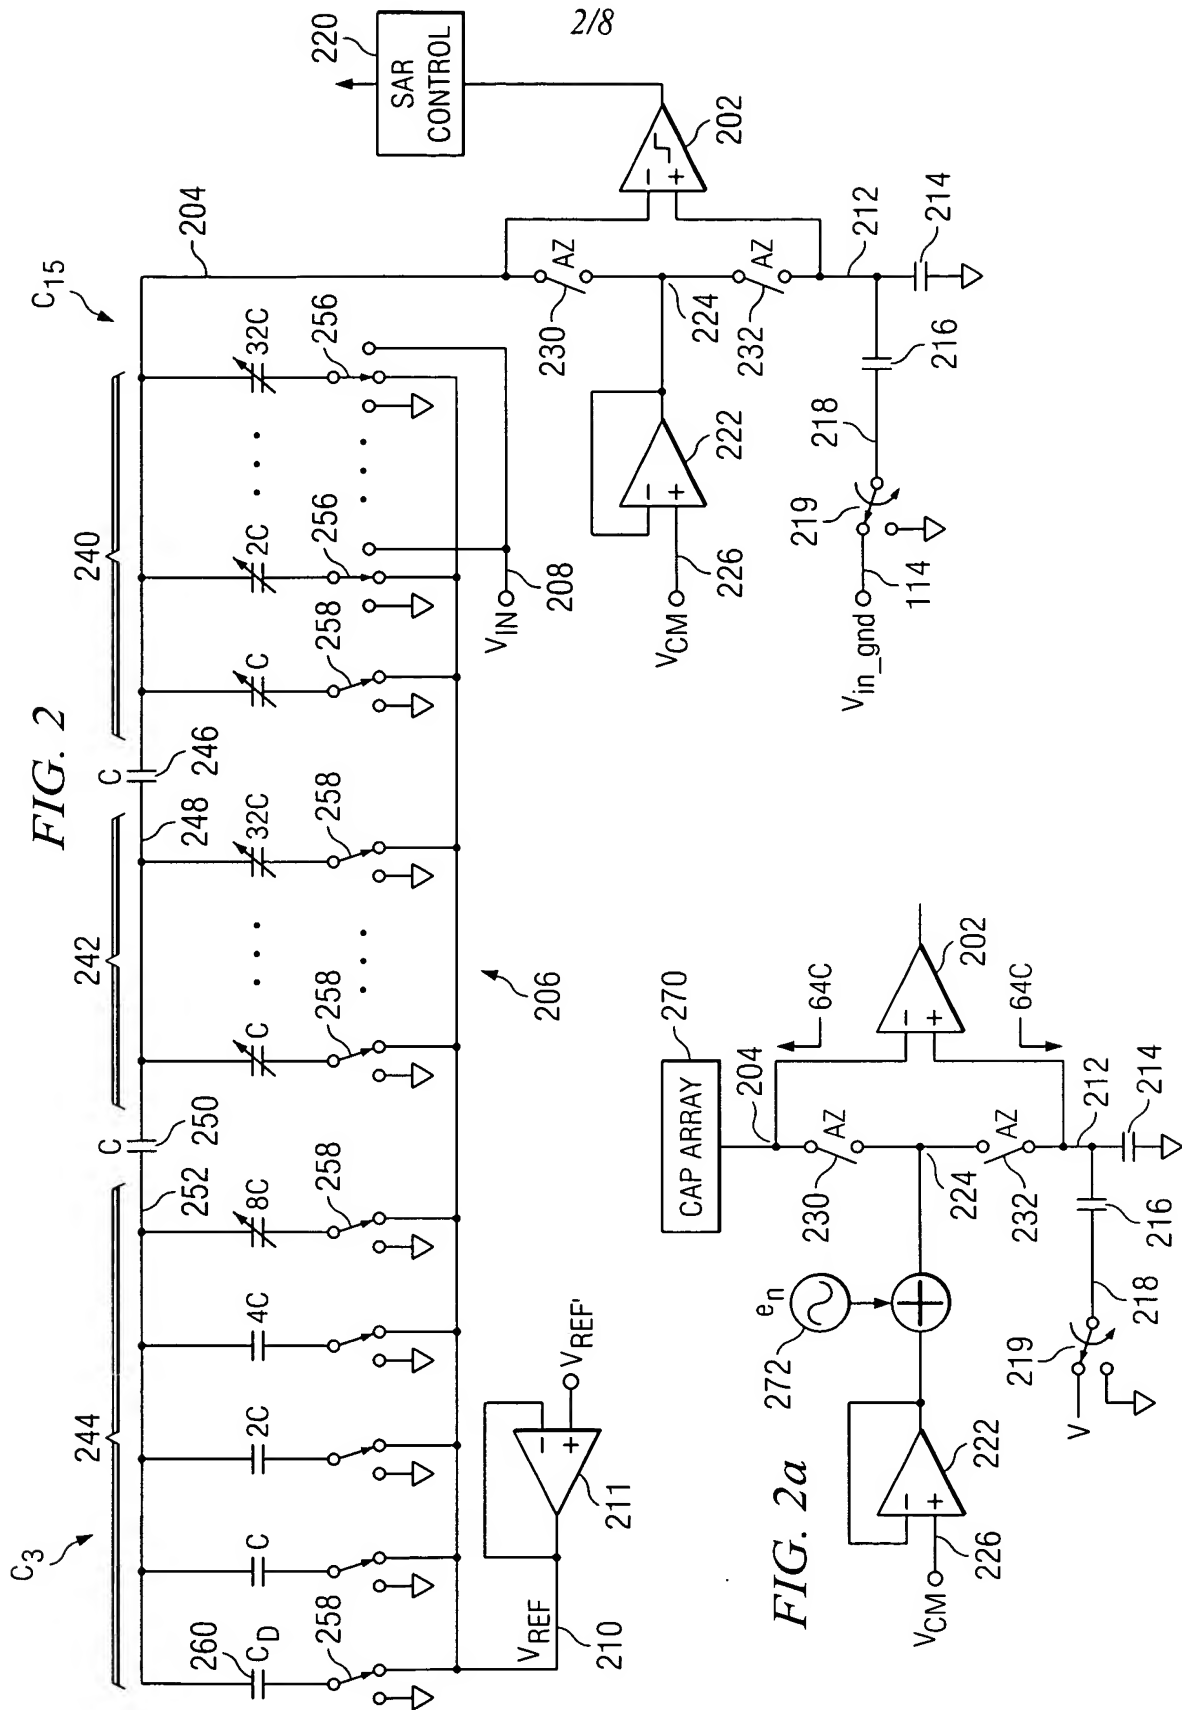 2/8
FIG. 2
C15
C3
240
242
244
204
C
246
248
C
250
252
32C
2C
C
32C
C
8C
4C
2C
C
CD
260
256
256
258
258
258
258
258
206
VIN
208
VREF
210
VREF'
211
-
+
220
SAR
CONTROL
202
-
+
AZ
230
224
AZ
232
212
214
216
218
219
114
Vin_gnd
222
-
+
226
VCM
FIG. 2a
270
CAP ARRAY
204
64C
64C
202
-
+
AZ
230
224
AZ
232
212
214
216
218
219
V
en
272
222
-
+
226
VCM